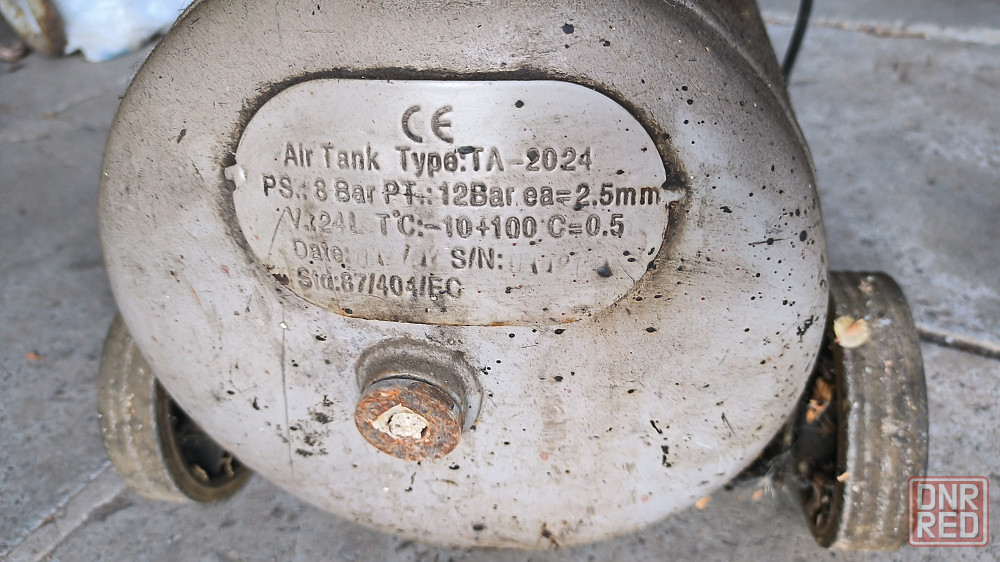 CE
Air Tank Type:TA-2024
PS.: 8 Bar PT.: 12Bar ea=2.5mm
V.:24L T°C:-10+100 C=0.5
Date: S/N:
Std:87/404/EC
DNR
RED